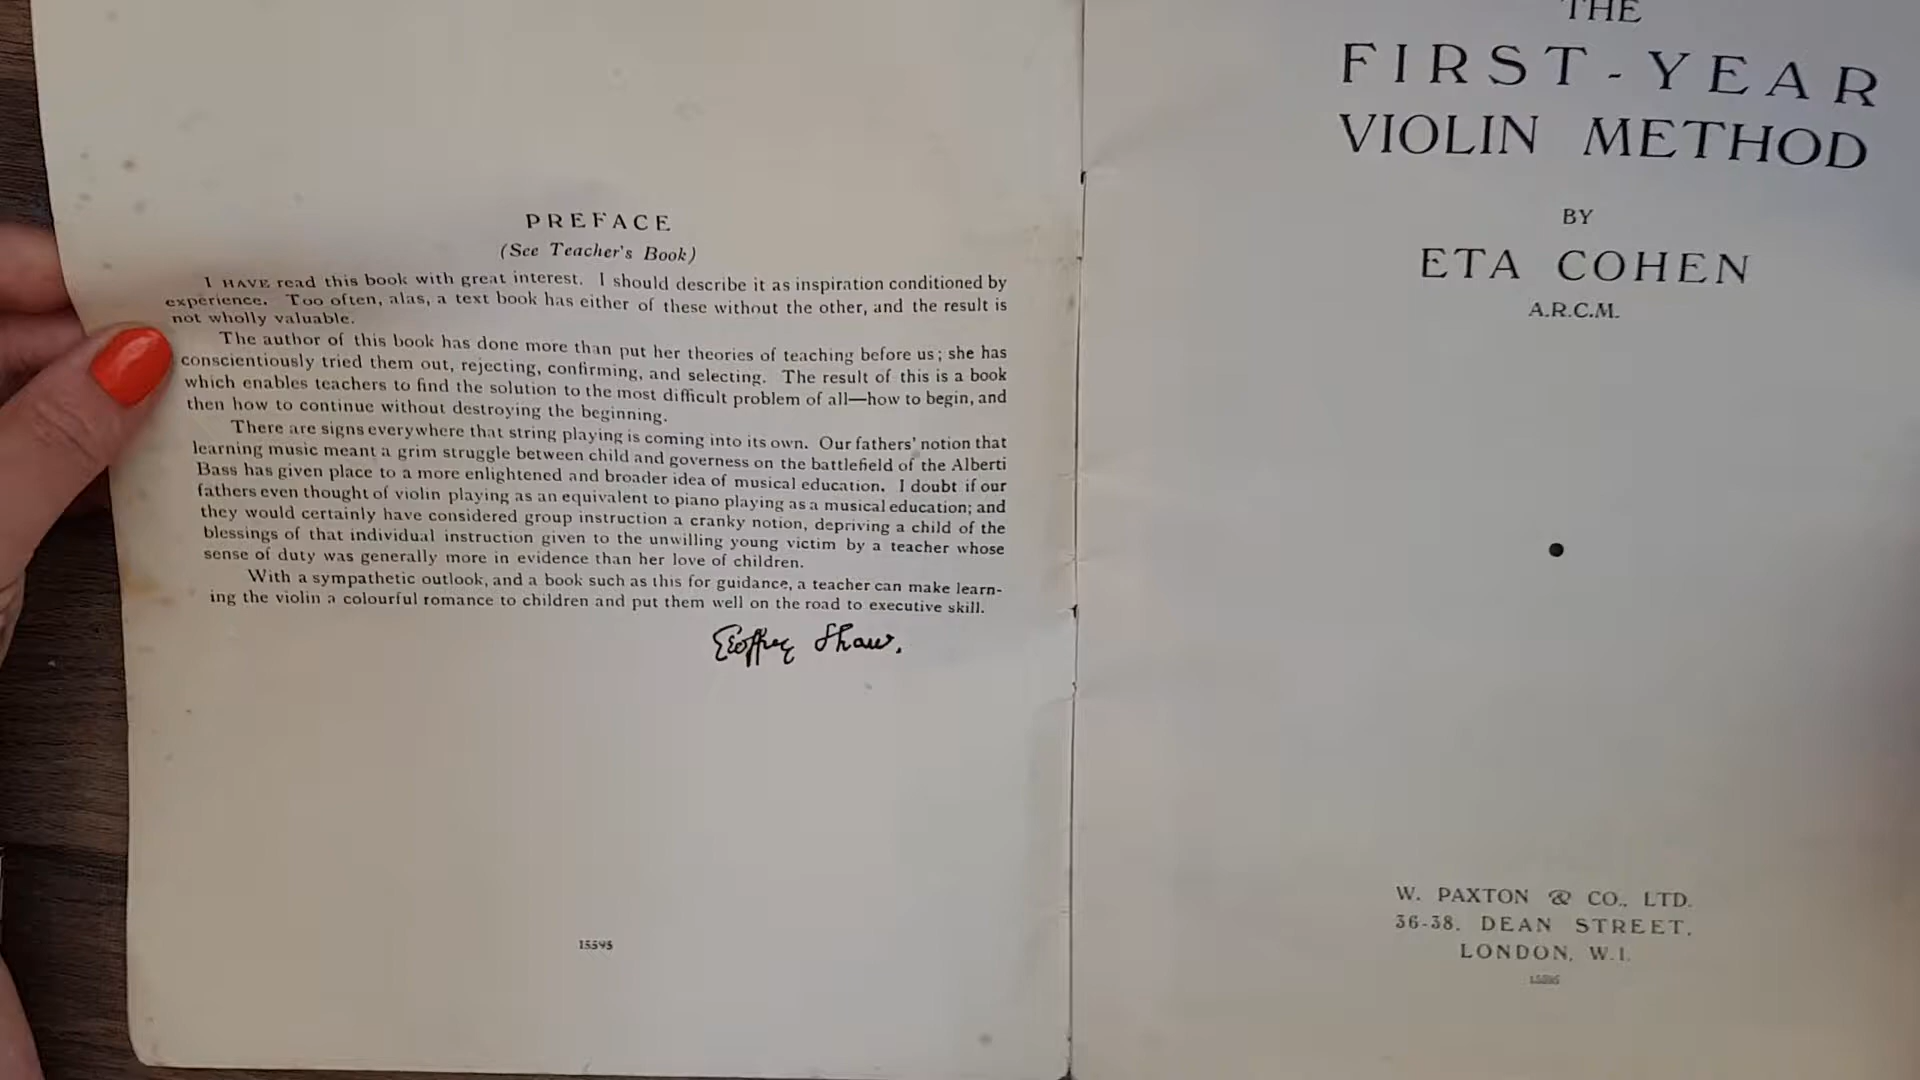 PREFACE
(See Teacher's Book)
I HAVE read this book with great interest. I should describe it as inspiration conditioned by
experience. Too often, alas, a text book has either of these without the other, and the result is
not wholly valuable.
The author of this book has done more than put her theories of teaching before us; she has
conscientiously tried them out, rejecting, confirming, and selecting. The result of this is a book
which enables teachers to find the solution to the most difficult problem of all—how to begin, and
then how to continue without destroying the beginning.
There are signs everywhere that string playing is coming into its own. Our fathers' notion that
learning music meant a grim struggle between child and governess on the battlefield of the Alberti
Bass has given place to a more enlightened and broader idea of musical education. I doubt if our
fathers even thought of violin playing as an equivalent to piano playing as a musical education; and
they would certainly have considered group instruction a cranky notion, depriving a child of the
blessings of that individual instruction given to the unwilling young victim by a teacher whose
sense of duty was generally more in evidence than her love of children.
With a sympathetic outlook, and a book such as this for guidance, a teacher can make learn-
ing the violin a colourful romance to children and put them well on the road to executive skill.
Geoffrey Shaw.
THE
FIRST-YEAR
VIOLIN METHOD
BY
ETA COHEN
A.R.C.M.
W. PAXTON & CO., LTD.
36-38, DEAN STREET,
LONDON, W.1.